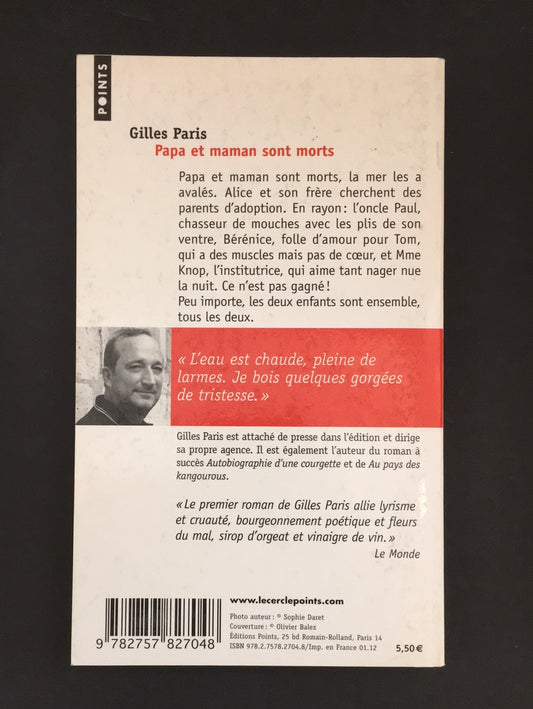 POINTS
Gilles Paris
Papa et maman sont morts
Papa et maman sont morts, la mer les a
avalés. Alice et son frère cherchent des
parents d'adoption. En rayon : l'oncle Paul,
chasseur de mouches avec les plis de son
ventre, Bérénice, folle d'amour pour Tom,
qui a des muscles mais pas de cœur, et Mme
Knop, l'institutrice, qui aime tant nager nue
la nuit. Ce n'est pas gagné !
Peu importe, les deux enfants sont ensemble,
tous les deux.
« L'eau est chaude, pleine de
larmes. Je bois quelques gorgées
de tristesse. »
Gilles Paris est attaché de presse dans l'édition et dirige
sa propre agence. Il est également l'auteur du roman à
succès Autobiographie d'une courgette et de Au pays des
kangourous.
« Le premier roman de Gilles Paris allie lyrisme
et cruauté, bourgeonnement poétique et fleurs
du mal, sirop d'orgeat et vinaigre de vin. »
Le Monde
www.lecerclepoints.com
Photo auteur : © Sophie Daret
Couverture : © Olivier Balez
Éditions Points, 25 bd Romain-Rolland, Paris 14
ISBN 978.2.7578.2704.8/Imp. en France 01.12
5,50 €
9 782757 827048